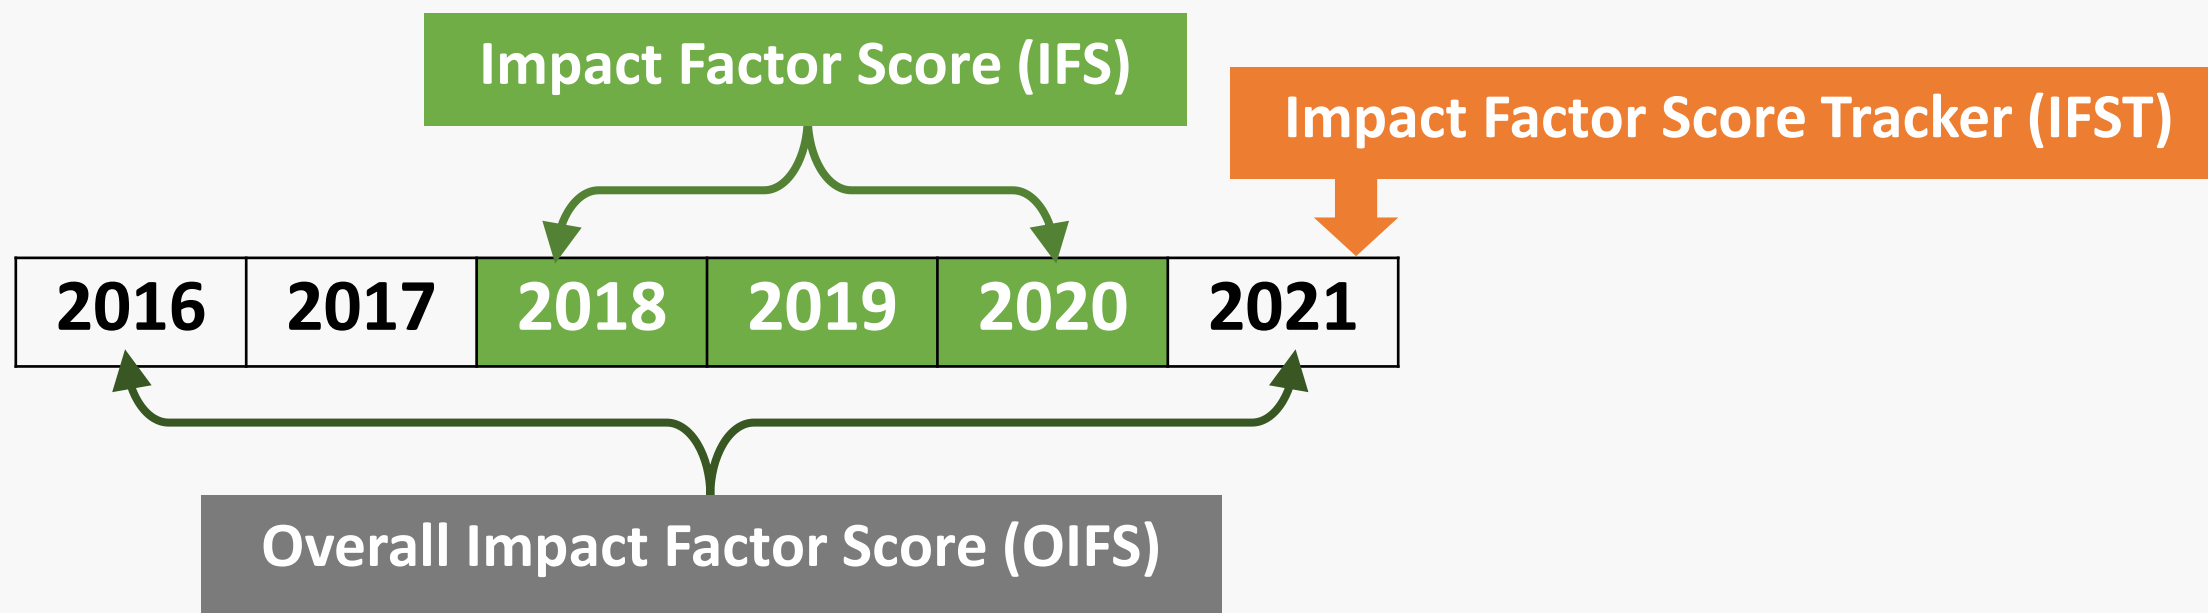 Impact Factor Score (IFS)
Impact Factor Score Tracker (IFST)
2016 2017 2018 2019 2020 2021
Overall Impact Factor Score (OIFS)